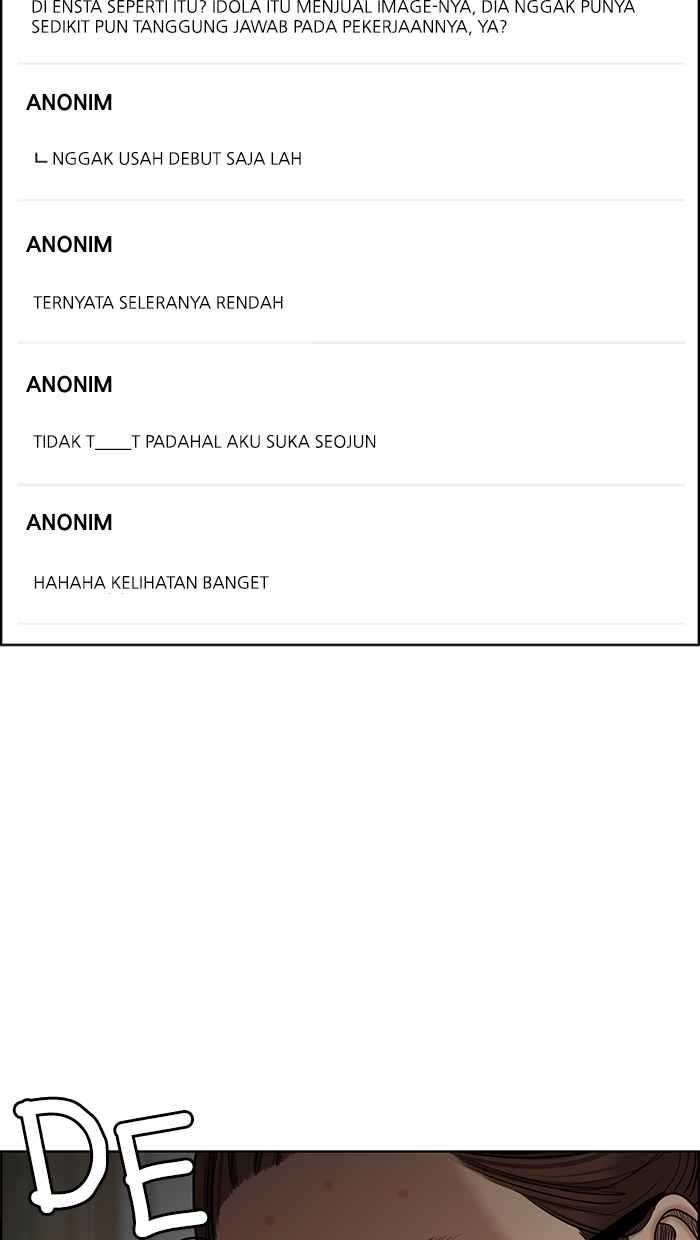 DI ENSTA SEPERTI ITU? IDOLA ITU MENJUAL IMAGE-NYA, DIA NGGAK PUNYA
SEDIKIT PUN TANGGUNG JAWAB PADA PEKERJAANNYA, YA?
ANONIM
ㄴ NGGAK USAH DEBUT SAJA LAH
ANONIM
TERNYATA SELERANYA RENDAH
ANONIM
TIDAK T____T PADAHAL AKU SUKA SEOJUN
ANONIM
HAHAHA KELIHATAN BANGET
DE